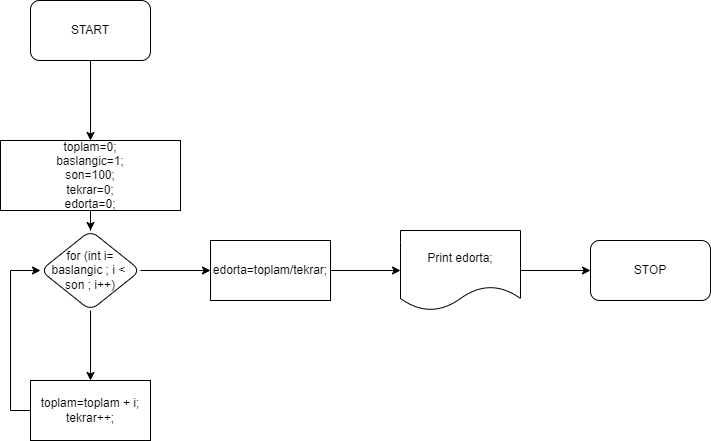 START
toplam=0;
baslangic=1;
son=100;
tekrar=0;
edorta=0;
for (int i=
baslangic ; i <
son ; i++)
edorta=toplam/tekrar;
Print edorta;
STOP
toplam=toplam + i;
tekrar++;